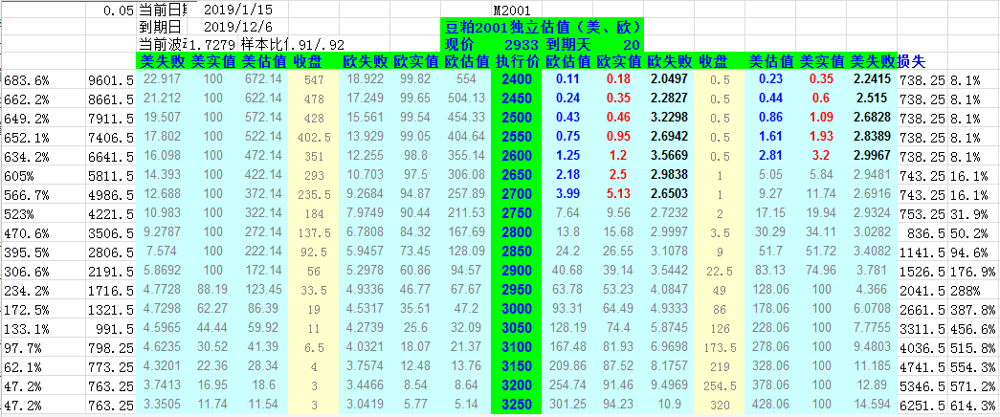 0.05 当前日期 2019/1/15 M2001
到期日 2019/12/6 豆粕2001独立估值（美、欧）
当前波动 1.7279 样本比例 .91/.92 现价 2933 到期天 20
美失败 美实值 美估值 收盘 欧失败 欧实值 欧估值 执行价 欧估值 欧实值 欧失败 收盘 美估值 美实值 美失败 损失
683.6% 9601.5 22.917 100 672.14 547 18.922 99.82 554 2400 0.11 0.18 2.0497 0.5 0.23 0.35 2.2415 738.25 8.1%
662.2% 8661.5 21.212 100 622.14 478 17.249 99.65 504.13 2450 0.24 0.35 2.2827 0.5 0.44 0.6 2.515 738.25 8.1%
649.2% 7911.5 19.507 100 572.14 428 15.561 99.54 454.33 2500 0.43 0.46 3.2298 0.5 0.86 1.09 2.6828 738.25 8.1%
652.1% 7406.5 17.802 100 522.14 402.5 13.929 99.05 404.64 2550 0.75 0.95 2.6942 0.5 1.61 1.93 2.8389 738.25 8.1%
634.2% 6641.5 16.098 100 472.14 351 12.255 98.8 355.14 2600 1.25 1.2 3.5669 0.5 2.81 3.2 2.9967 738.25 8.1%
605% 5811.5 14.393 100 422.14 293 10.703 97.5 306.08 2650 2.18 2.5 2.9838 1 5.05 5.84 2.9481 743.25 16.1%
566.7% 4986.5 12.688 100 372.14 235.5 9.2684 94.87 257.89 2700 3.99 5.13 2.6503 1 9.27 11.74 2.6916 743.25 16.1%
523% 4221.5 10.983 100 322.14 184 7.9749 90.44 211.53 2750 7.64 9.56 2.7232 2 17.15 19.94 2.9324 753.25 31.9%
470.6% 3506.5 9.2787 100 272.14 137.5 6.7808 84.32 167.69 2800 13.8 15.68 2.9997 3.5 30.29 34.11 3.0282 836.5 50.2%
395.5% 2806.5 7.574 100 222.14 92.5 5.9457 73.45 128.09 2850 24.2 26.55 3.1078 9 51.7 51.72 3.4082 1141.5 94.6%
306.6% 2191.5 5.8692 100 172.14 56 5.2978 60.86 94.57 2900 40.68 39.14 3.5442 22.5 83.13 74.96 3.781 1526.5 176.9%
234.2% 1716.5 4.7728 88.19 123.45 33.5 4.9336 46.77 67.67 2950 63.78 53.23 4.0847 49 128.06 100 4.366 2041.5 288%
172.5% 1321.5 4.7298 62.27 86.39 19 4.5317 35.51 47.2 3000 93.31 64.49 4.9333 86 178.06 100 6.0708 2661.5 387.8%
133.1% 991.5 4.5965 44.44 59.92 11 4.2739 25.6 32.09 3050 128.19 74.4 5.8745 126 228.06 100 7.7755 3311.5 456.6%
97.7% 798.25 4.6235 30.52 41.39 6.5 4.0321 18.07 21.37 3100 167.48 81.93 6.9698 173.5 278.06 100 9.4803 4036.5 515.8%
62.1% 773.25 4.3201 22.36 28.34 4 3.7574 12.48 13.76 3150 209.86 87.52 8.1757 219 328.06 100 11.185 4741.5 554.3%
47.2% 763.25 3.7413 16.95 18.6 3 3.4466 8.54 8.64 3200 254.74 91.46 9.4969 254.5 378.06 100 12.89 5346.5 571.2%
47.2% 763.25 3.3505 11.74 11.54 3 3.0419 5.77 5.14 3250 301.25 94.23 10.9 320 428.06 100 14.594 6251.5 614.3%